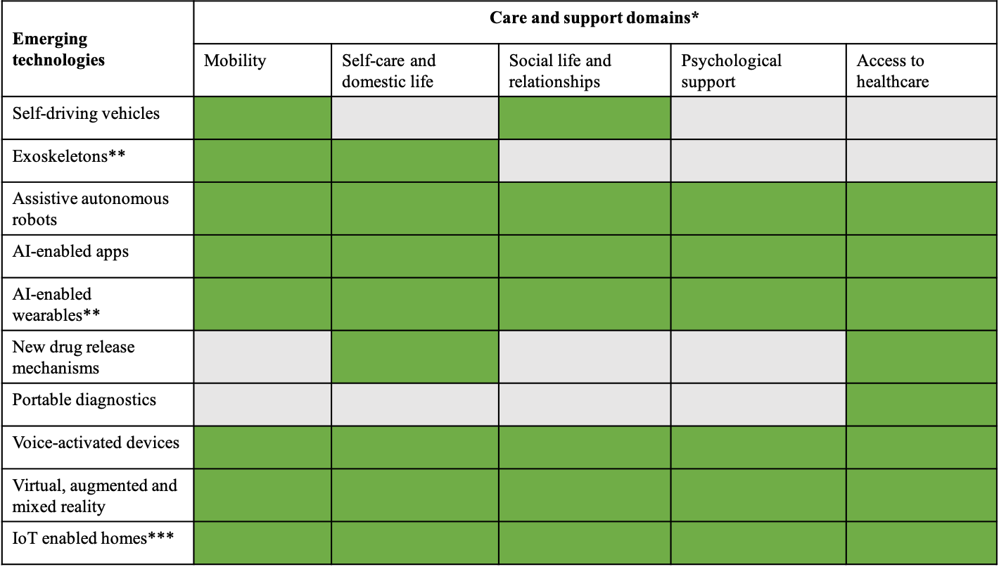 Care and support domains*
Emerging
technologies
Mobility
Self-care and
domestic life
Social life and
relationships
Psychological
support
Access to
healthcare
Self-driving vehicles
Exoskeletons**
Assistive autonomous
robots
AI-enabled apps
AI-enabled
wearables**
New drug release
mechanisms
Portable diagnostics
Voice-activated devices
Virtual, augmented and
mixed reality
IoT enabled homes***